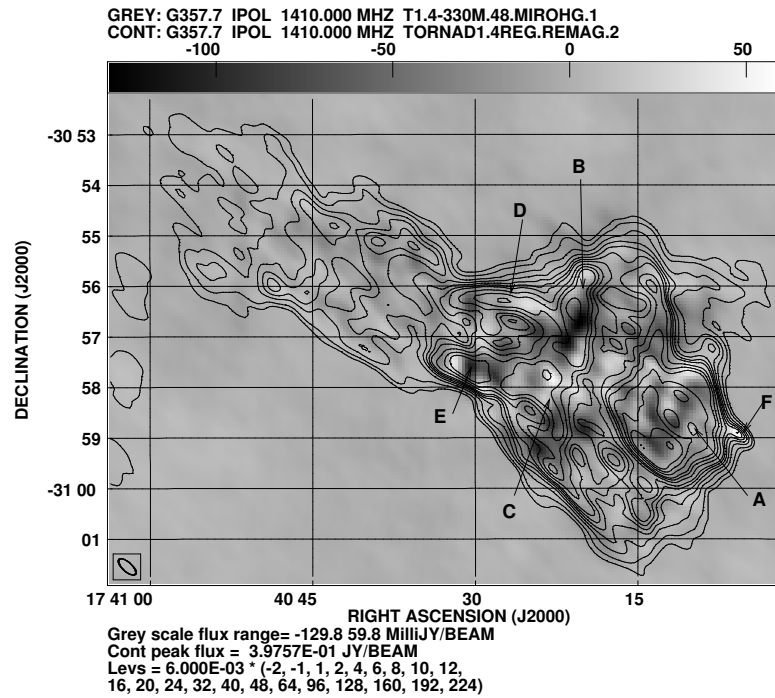 GREY: G357.7 IPOL 1410.000 MHZ T1.4-330M.48.MIROHG.1
CONT: G357.7 IPOL 1410.000 MHZ TORNAD1.4REG.REMAG.2
-100 -50 0 50
-30 53
54
55
56
57
58
59
-31 00
01
DECLINATION (J2000)
B
D
E
F
C
A
17 41 00 40 45 30 15
RIGHT ASCENSION (J2000)
Grey scale flux range= -129.8 59.8 MilliJY/BEAM
Cont peak flux = 3.9757E-01 JY/BEAM
Levs = 6.000E-03 * (-2, -1, 1, 2, 4, 6, 8, 10, 12,
16, 20, 24, 32, 40, 48, 64, 96, 128, 160, 192, 224)